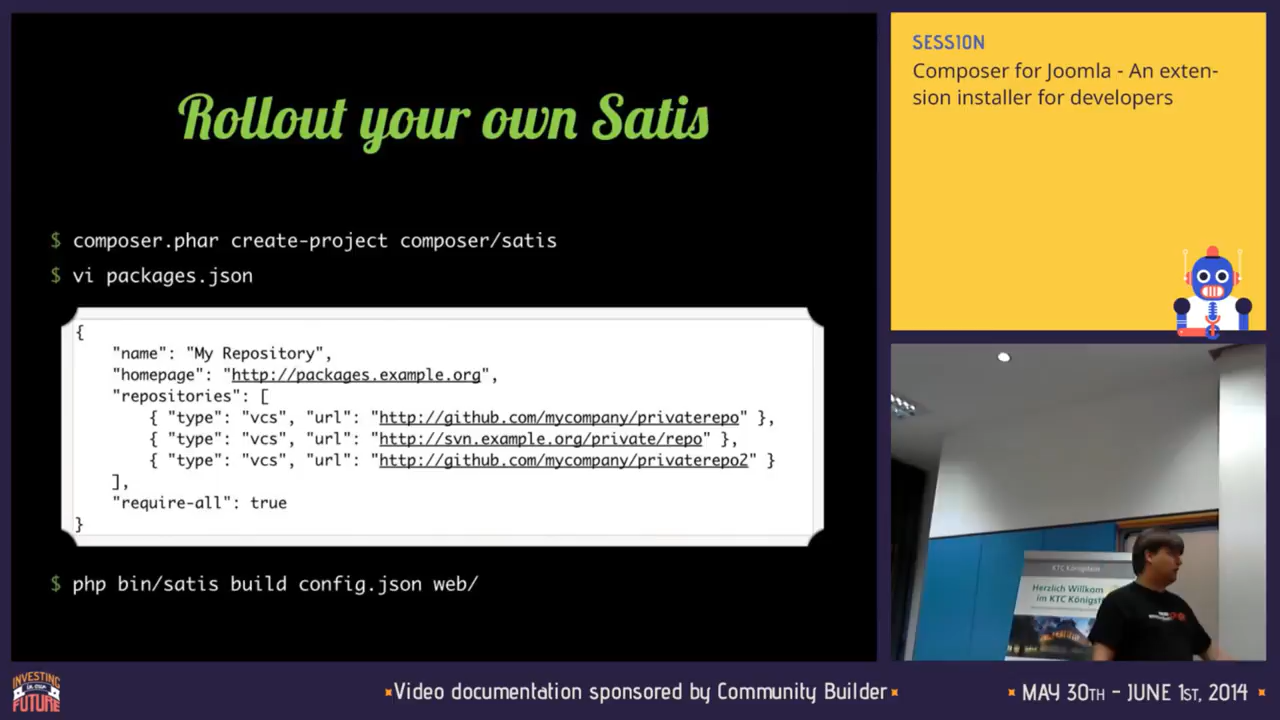 Rollout your own Satis
$ composer.phar create-project composer/satis
$ vi packages.json
{
"name": "My Repository",
"homepage": "http://packages.example.org",
"repositories": [
{ "type": "vcs", "url": "http://github.com/mycompany/privaterepo" },
{ "type": "vcs", "url": "http://svn.example.org/private/repo" },
{ "type": "vcs", "url": "http://github.com/mycompany/privaterepo2" }
],
"require-all": true
}
$ php bin/satis build config.json web/
SESSION
Composer for Joomla - An exten-
sion installer for developers
KTC Königstein
Herzlich Willkom
im KTC Königst
INVESTING
IN OUR
FUTURE
Video documentation sponsored by Community Builder
MAY 30TH - JUNE 1ST, 2014